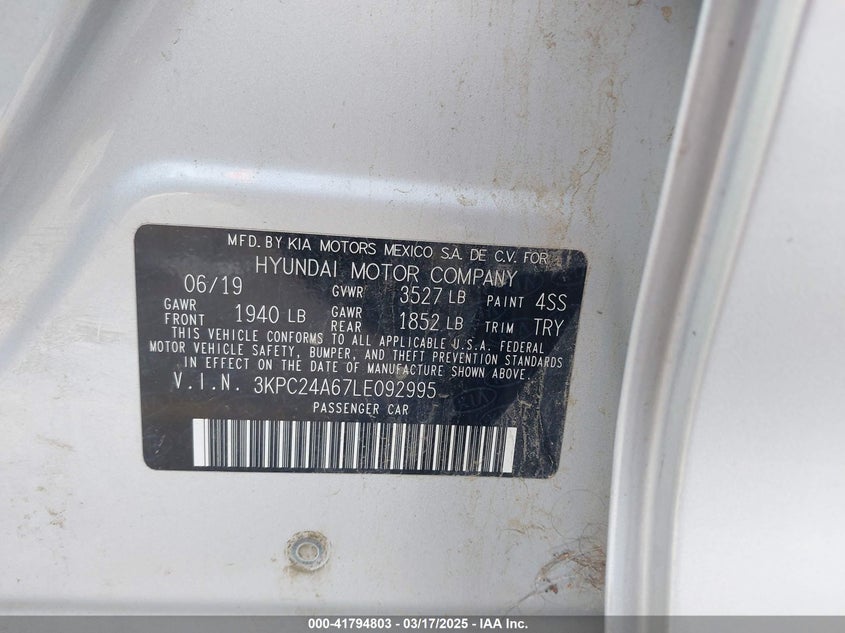 MFD. BY KIA MOTORS MEXICO S.A. DE C.V. FOR
HYUNDAI MOTOR COMPANY
06/19 GVWR 3527 LB PAINT 4SS
GAWR FRONT 1940 LB GAWR REAR 1852 LB TRIM TRY
THIS VEHICLE CONFORMS TO ALL APPLICABLE U.S.A. FEDERAL
MOTOR VEHICLE SAFETY, BUMPER, AND THEFT PREVENTION STANDARDS
IN EFFECT ON THE DATE OF MANUFACTURE SHOWN ABOVE.
V.I.N. 3KPC24A67LE092995
PASSENGER CAR
000-41794803 - 03/17/2025 - IAA Inc.